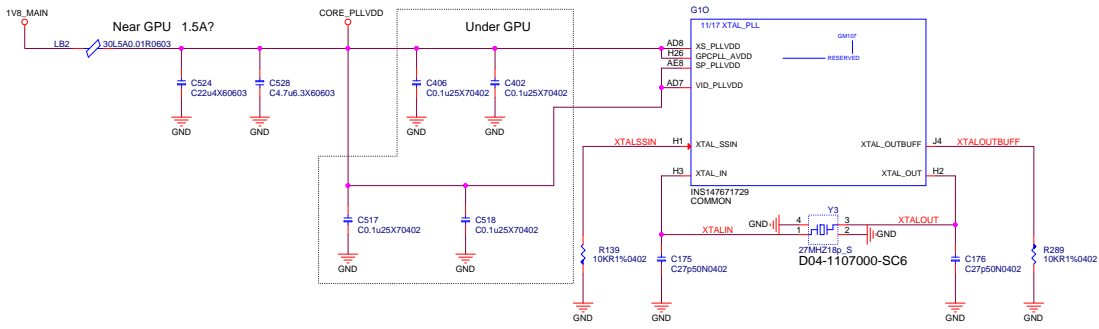 1V8_MAIN
Near GPU 1.5A?
CORE_PLLVDD
Under GPU
G1O
11/17 XTAL_PLL
GM107
RESERVED
LB2
30L5A0.01R0603
AD8
XS_PLLVDD
H26
GPCPLL_AVDD
AE8
SP_PLLVDD
AD7
VID_PLLVDD
C524
C22u4X60603
GND
C528
C4.7u6.3X60603
GND
C406
C0.1u25X70402
GND
C402
C0.1u25X70402
GND
XTALSSIN
H1
XTAL_SSIN
XTAL_OUTBUFF
J4
XTALOUTBUFF
H3
XTAL_IN
XTAL_OUT
H2
INS147671729
COMMON
C517
C0.1u25X70402
GND
C518
C0.1u25X70402
GND
Y3
GND
4
3
XTALOUT
XTALIN
1
2
GND
27MHZ18p_S
D04-1107000-SC6
R139
10KR1%0402
GND
C175
C27p50N0402
GND
C176
C27p50N0402
GND
R289
10KR1%0402
GND